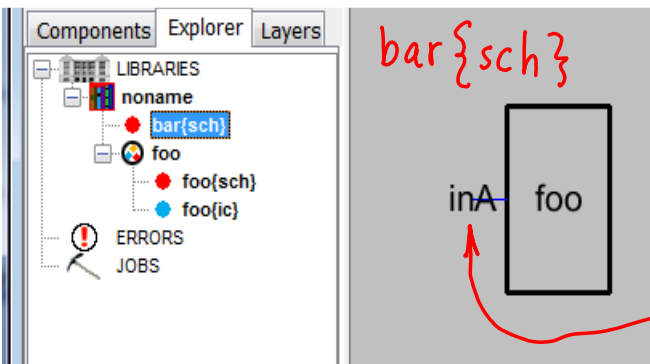 Components Explorer Layers
LIBRARIES
noname
bar{sch}
foo
foo{sch}
foo{ic}
ERRORS
JOBS
bar{sch}
inA foo